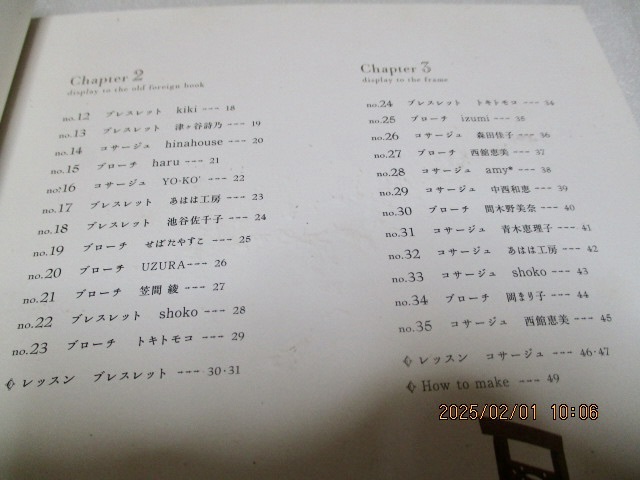 Chapter 2
display to the old foreign book
no.12 ブレスレット kiki --- 18
no.13 ブレスレット 津ヶ谷詩乃 --- 19
no.14 コサージュ hinahouse --- 20
no.15 ブローチ haru --- 21
no.16 コサージュ YO-KO' --- 22
no.17 ブレスレット あはは工房 --- 23
no.18 ブレスレット 池谷佐千子 --- 24
no.19 ブローチ せばたやすこ --- 25
no.20 ブローチ UZURA --- 26
no.21 ブローチ 笠間 綾 --- 27
no.22 ブレスレット shoko --- 28
no.23 ブローチ トキトモコ --- 29
レッスン ブレスレット --- 30・31
Chapter 3
display to the frame
no.24 ブレスレット トキトモコ --- 34
no.25 ブローチ izumi --- 35
no.26 コサージュ 森田佳子 --- 36
no.27 ブローチ 西館恵美 --- 37
no.28 コサージュ amy* --- 38
no.29 コサージュ 中西和恵 --- 39
no.30 ブローチ 間木野美奈 --- 40
no.31 コサージュ 青木恵理子 --- 41
no.32 コサージュ あはは工房 --- 42
no.33 コサージュ shoko --- 43
no.34 ブローチ 岡まり子 --- 44
no.35 コサージュ 西館恵美 --- 45
レッスン コサージュ --- 46・47
How to make --- 49
2025/02/01 10:06